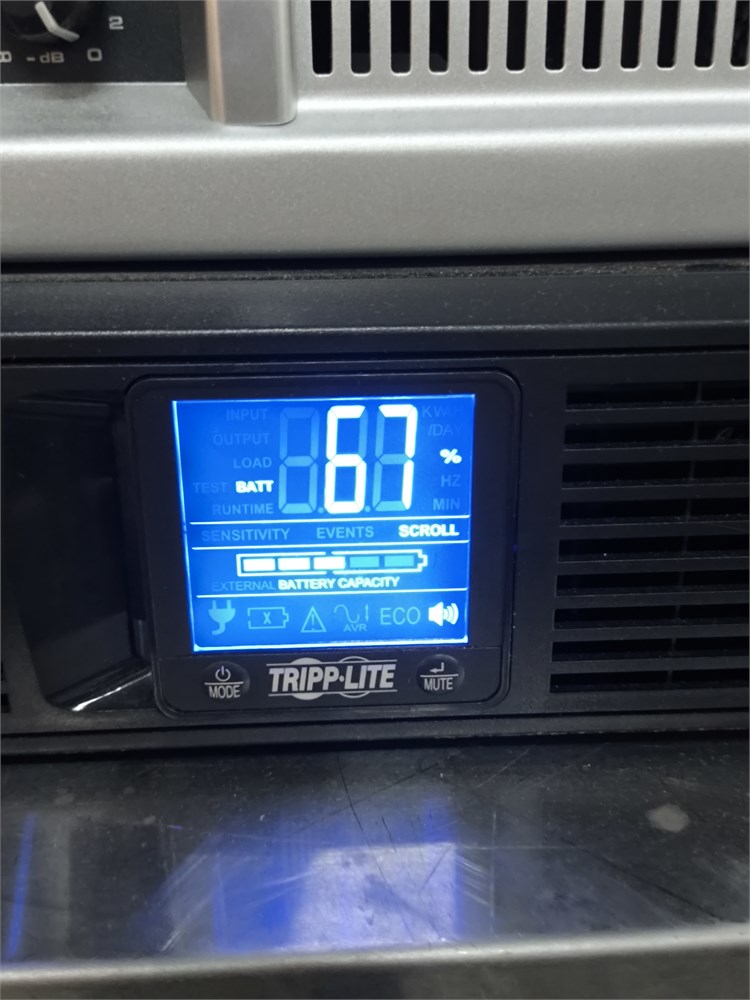 2
∞ -dB 0
INPUT 67 KWH
OUTPUT /DAY
LOAD %
TEST BATT HZ
RUNTIME MIN
SENSITIVITY EVENTS SCROLL
EXTERNAL BATTERY CAPACITY
X
AVR ECO
MODE TRIPP·LITE MUTE